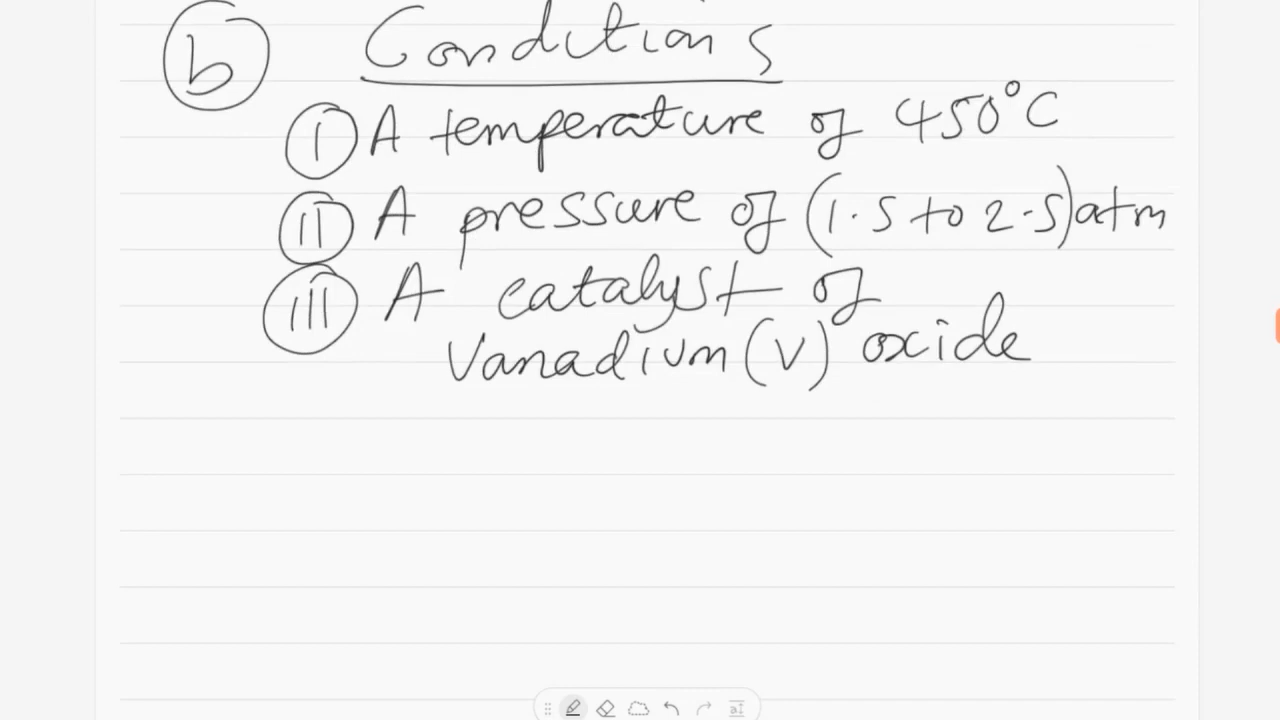 b Conditions
I A temperature of 450°C
II A pressure of (1.5 to 2.5)atm
III A catalyst of
Vanadium(V) oxide